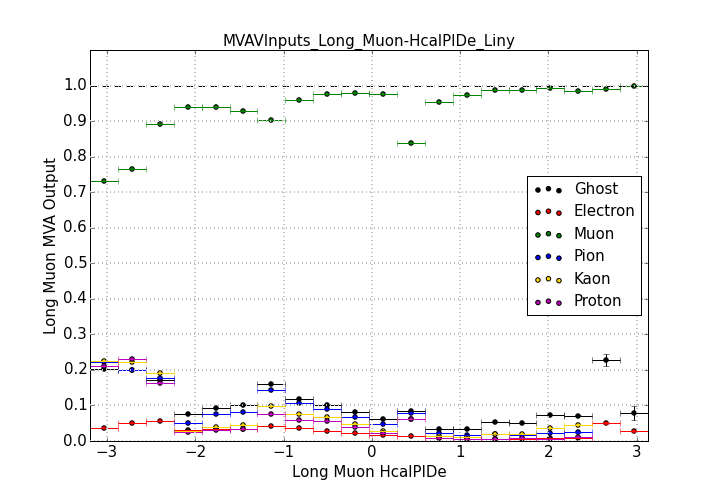 MVAVInputs_Long_Muon-HcalPIDe_Liny
Long Muon MVA Output
1.0
0.9
0.8
0.7
0.6
0.5
0.4
0.3
0.2
0.1
0.0
Ghost
Electron
Muon
Pion
Kaon
Proton
−3 −2 −1 0 1 2 3
Long Muon HcalPIDe